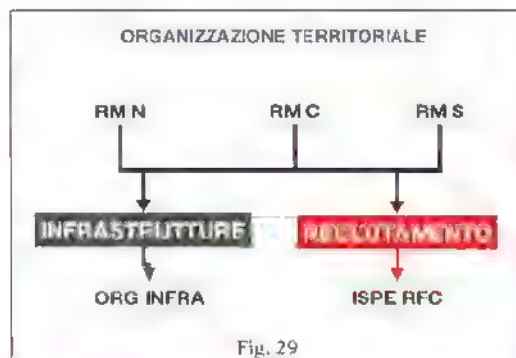 ORGANIZZAZIONE TERRITORIALE
RM N RM C RM S
INFRASTRUTTURE RECLUTAMENTO
ORG INFRA ISPE RFC
Fig. 29